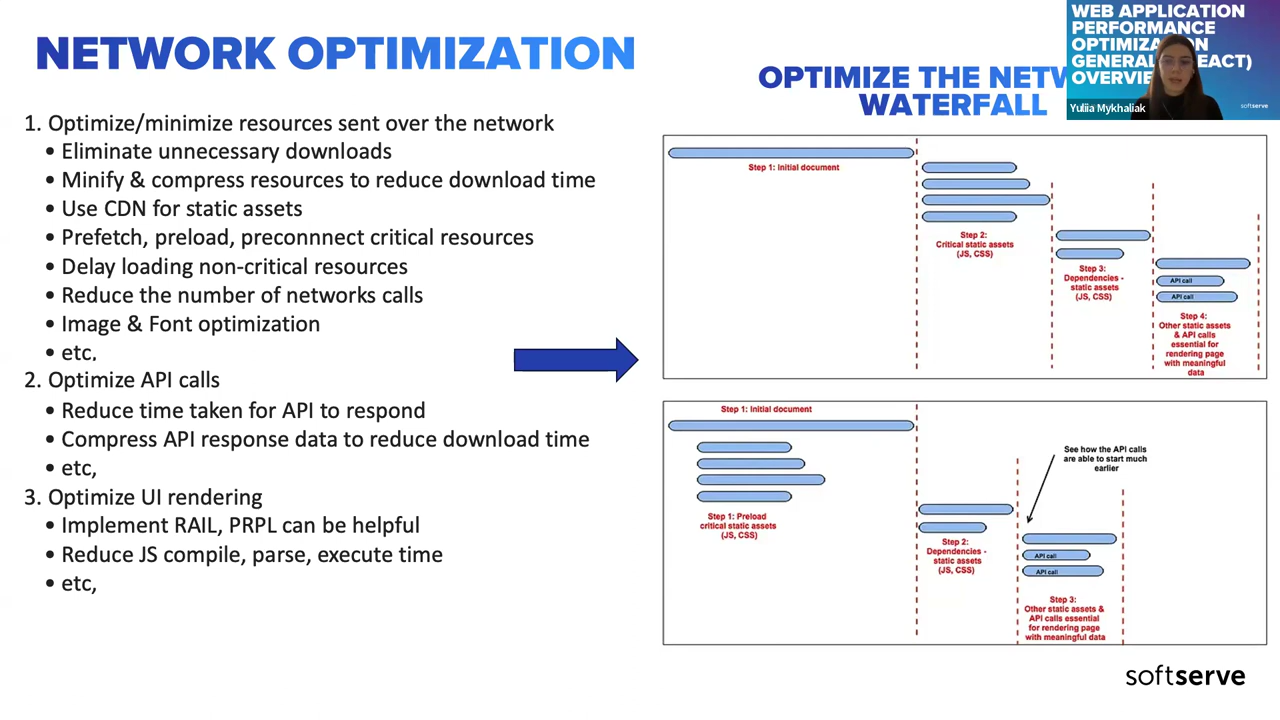 NETWORK OPTIMIZATION
1. Optimize/minimize resources sent over the network
• Eliminate unnecessary downloads
• Minify & compress resources to reduce download time
• Use CDN for static assets
• Prefetch, preload, preconnnect critical resources
• Delay loading non-critical resources
• Reduce the number of networks calls
• Image & Font optimization
• etc,
2. Optimize API calls
• Reduce time taken for API to respond
• Compress API response data to reduce download time
• etc,
3. Optimize UI rendering
• Implement RAIL, PRPL can be helpful
• Reduce JS compile, parse, execute time
• etc,
OPTIMIZE THE
WATERFALL
WEB APPLICATION
PERFORMANCE
GENERAL
Yuliia Mykhaliak
softserve
Step 1: Initial document
Step 2:
Critical static assets
(JS, CSS)
Step 3:
Dependencies -
static assets
(JS, CSS)
API call
API call
Step 4:
Other static assets
& API calls
essential for
rendering page
with meaningful
data
Step 1: Initial document
Step 1: Preload
critical static assets
(JS, CSS)
Step 2:
Dependencies -
static assets
(JS, CSS)
See how the API calls
are able to start much
earlier
API call
API call
Step 3:
Other static assets &
API calls essential
for rendering page
with meaningful data
softserve